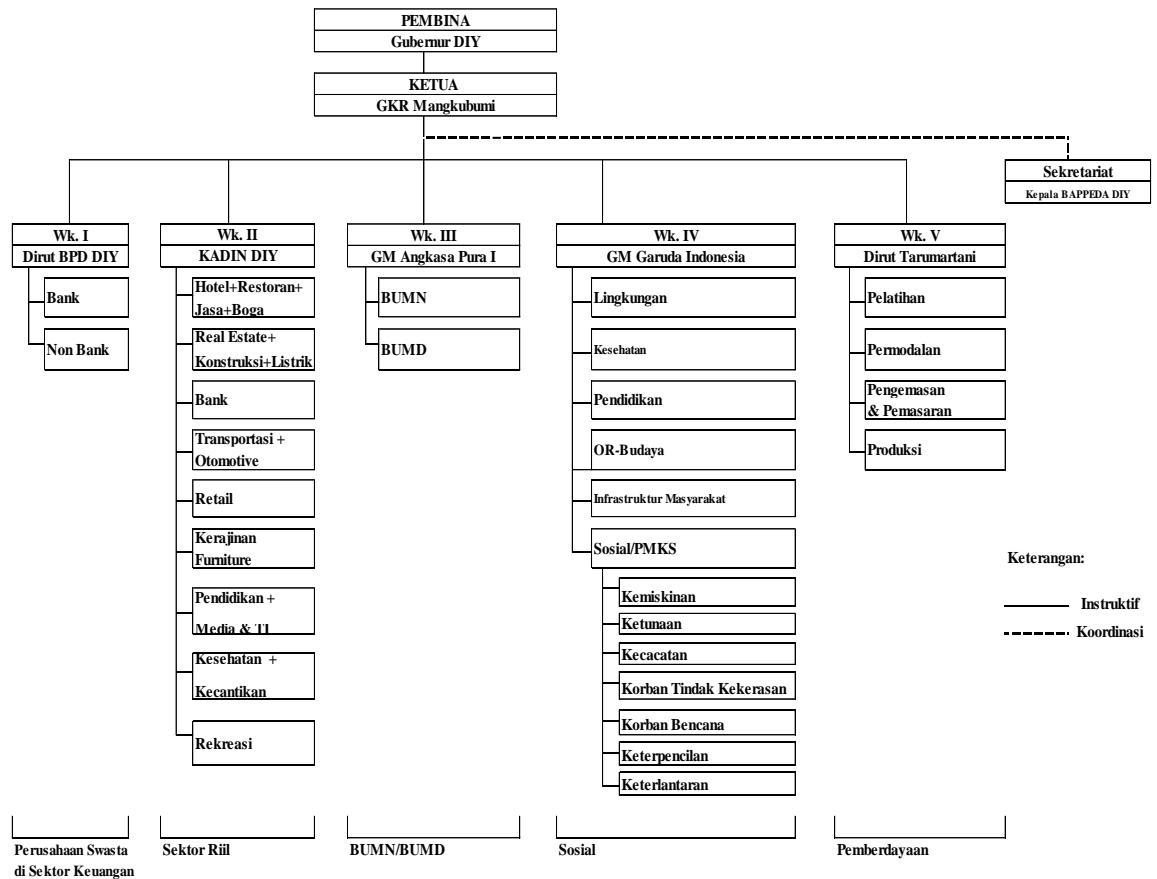 PEMBINA
Gubernur DIY
KETUA
GKR Mangkubumi
Sekretariat
Kepala BAPPEDA DIY
Wk. I
Dirut BPD DIY
Bank
Non Bank
Wk. II
KADIN DIY
Hotel+Restoran+
Jasa+Boga
Real Estate+
Konstruksi+Listrik
Bank
Transportasi +
Otomotive
Retail
Kerajinan
Furniture
Pendidikan +
Media & TI
Kesehatan +
Kecantikan
Rekreasi
Wk. III
GM Angkasa Pura I
BUMN
BUMD
Wk. IV
GM Garuda Indonesia
Lingkungan
Kesehatan
Pendidikan
OR-Budaya
Infrastruktur Masyarakat
Sosial/PMKS
Kemiskinan
Ketunaan
Kecacatan
Korban Tindak Kekerasan
Korban Bencana
Keterpencilan
Keterlantaran
Wk. V
Dirut Tarumartani
Pelatihan
Permodalan
Pengemasan
& Pemasaran
Produksi
Keterangan:
Instruktif
Koordinasi
Perusahaan Swasta
di Sektor Keuangan
Sektor Riil
BUMN/BUMD
Sosial
Pemberdayaan